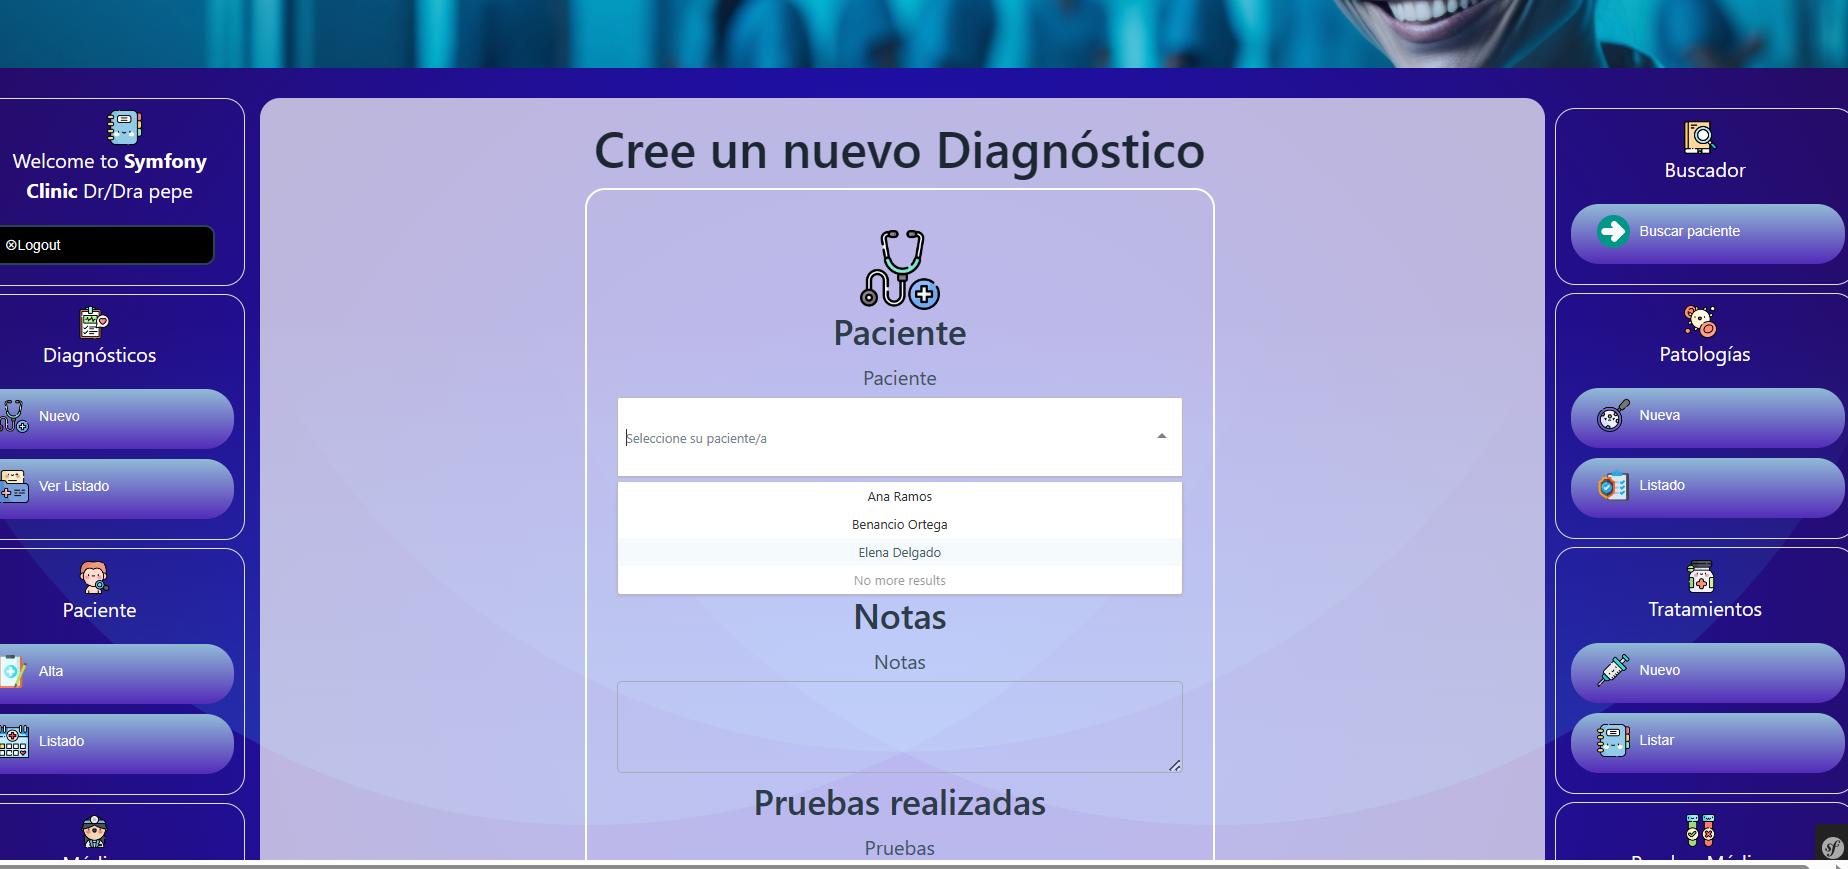 Welcome to Symfony
Clinic Dr/Dra pepe
⊗Logout
Diagnósticos
Nuevo
Ver Listado
Paciente
Alta
Listado
Cree un nuevo Diagnóstico
Paciente
Paciente
Seleccione su paciente/a
Ana Ramos
Benancio Ortega
Elena Delgado
No more results
Notas
Notas
Pruebas realizadas
Pruebas
Buscador
Buscar paciente
Patologías
Nueva
Listado
Tratamientos
Nuevo
Listar
sf